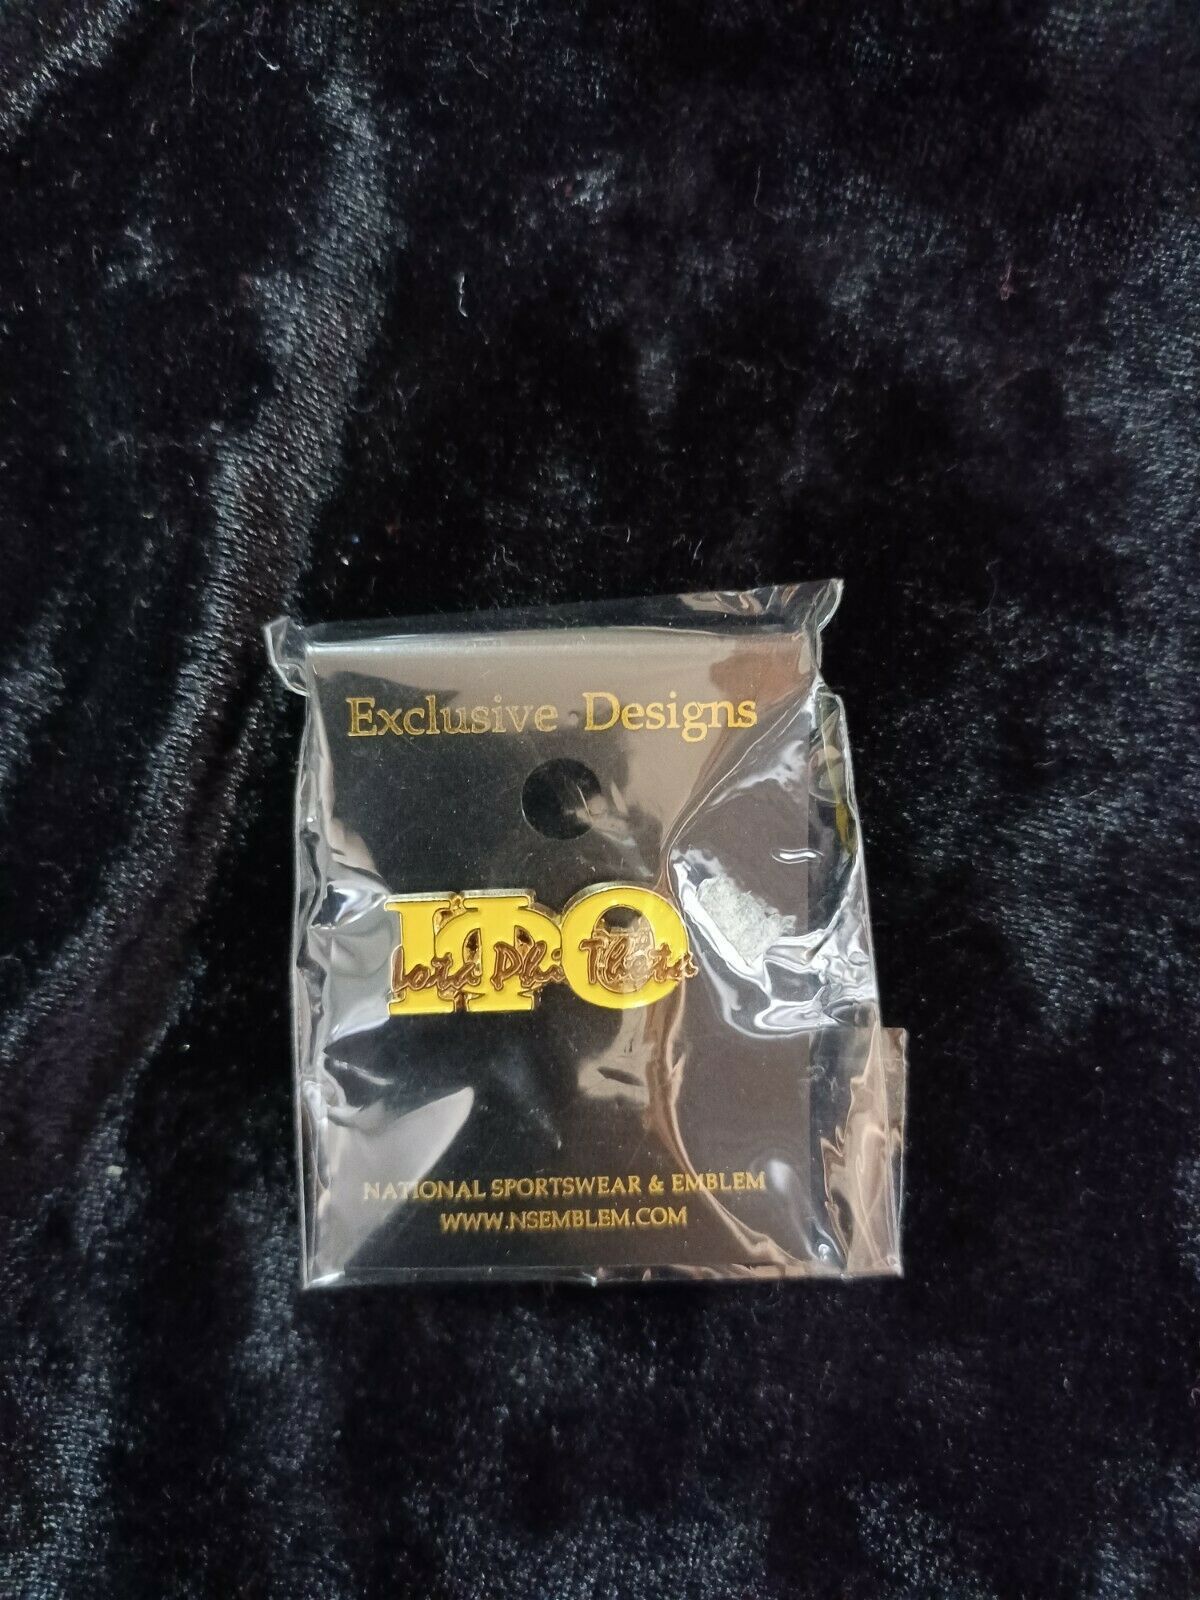 Exclusive Designs
ΙΦΘ
Iota Phi Theta
NATIONAL SPORTSWEAR & EMBLEM
WWW.NSEMBLEM.COM